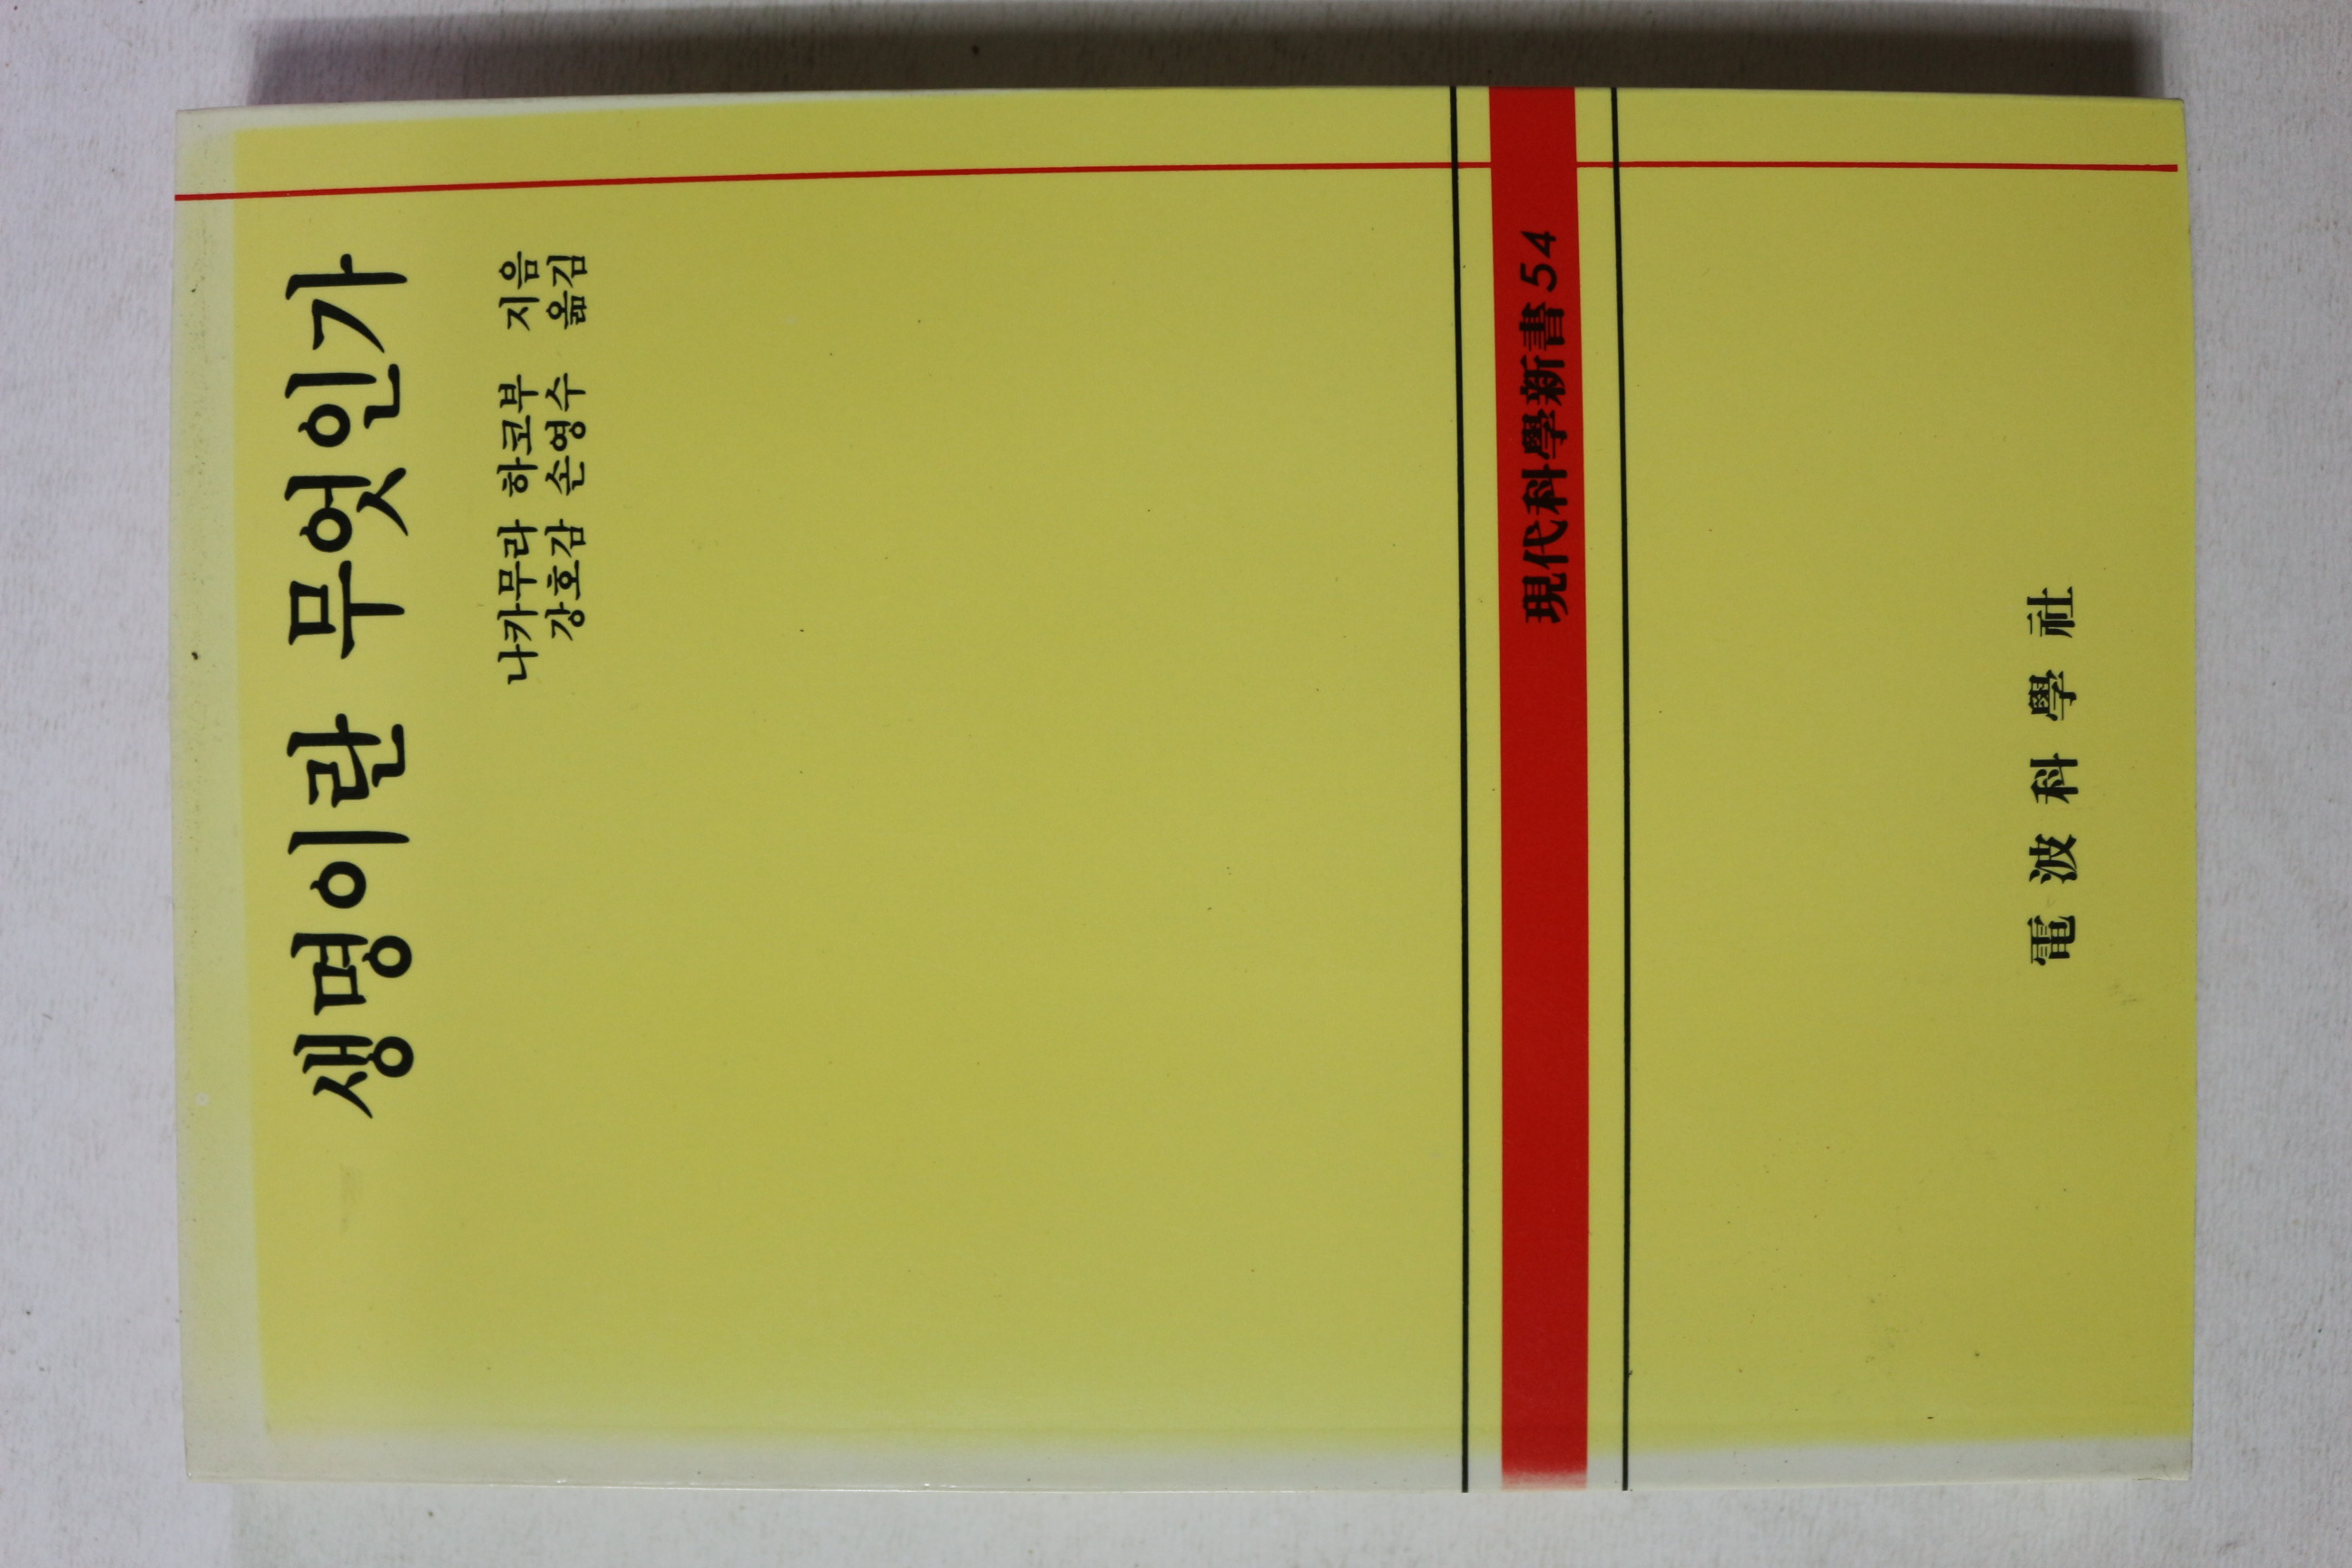 생명이란 무엇인가
나카무라 하코부 지음
강호감 손영수 옮김
現代科學新書 54
電波科學社